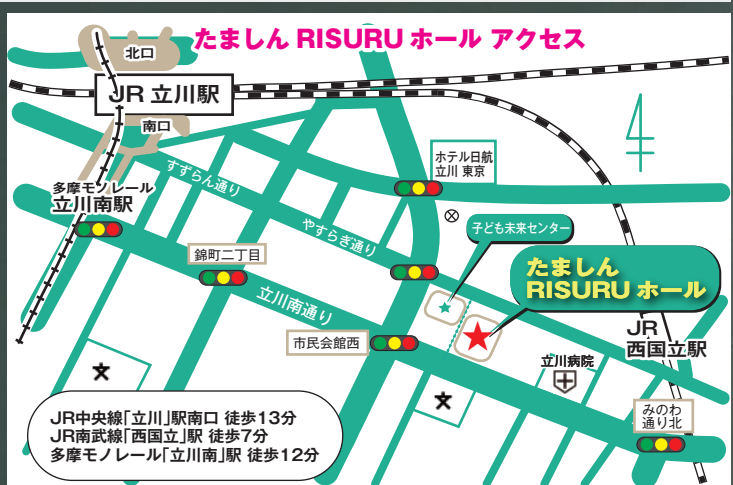 たましん RISURU ホール アクセス
北口
JR 立川駅
南口
多摩モノレール
立川南駅
すずらん通り
ホテル日航
立川 東京
やすらぎ通り
子ども未来センター
錦町二丁目
立川南通り
たましん
RISURU ホール
市民会館西
JR
西国立駅
立川病院
みのわ
通り北
JR中央線「立川」駅南口 徒歩13分
JR南武線「西国立」駅 徒歩7分
多摩モノレール「立川南」駅 徒歩12分